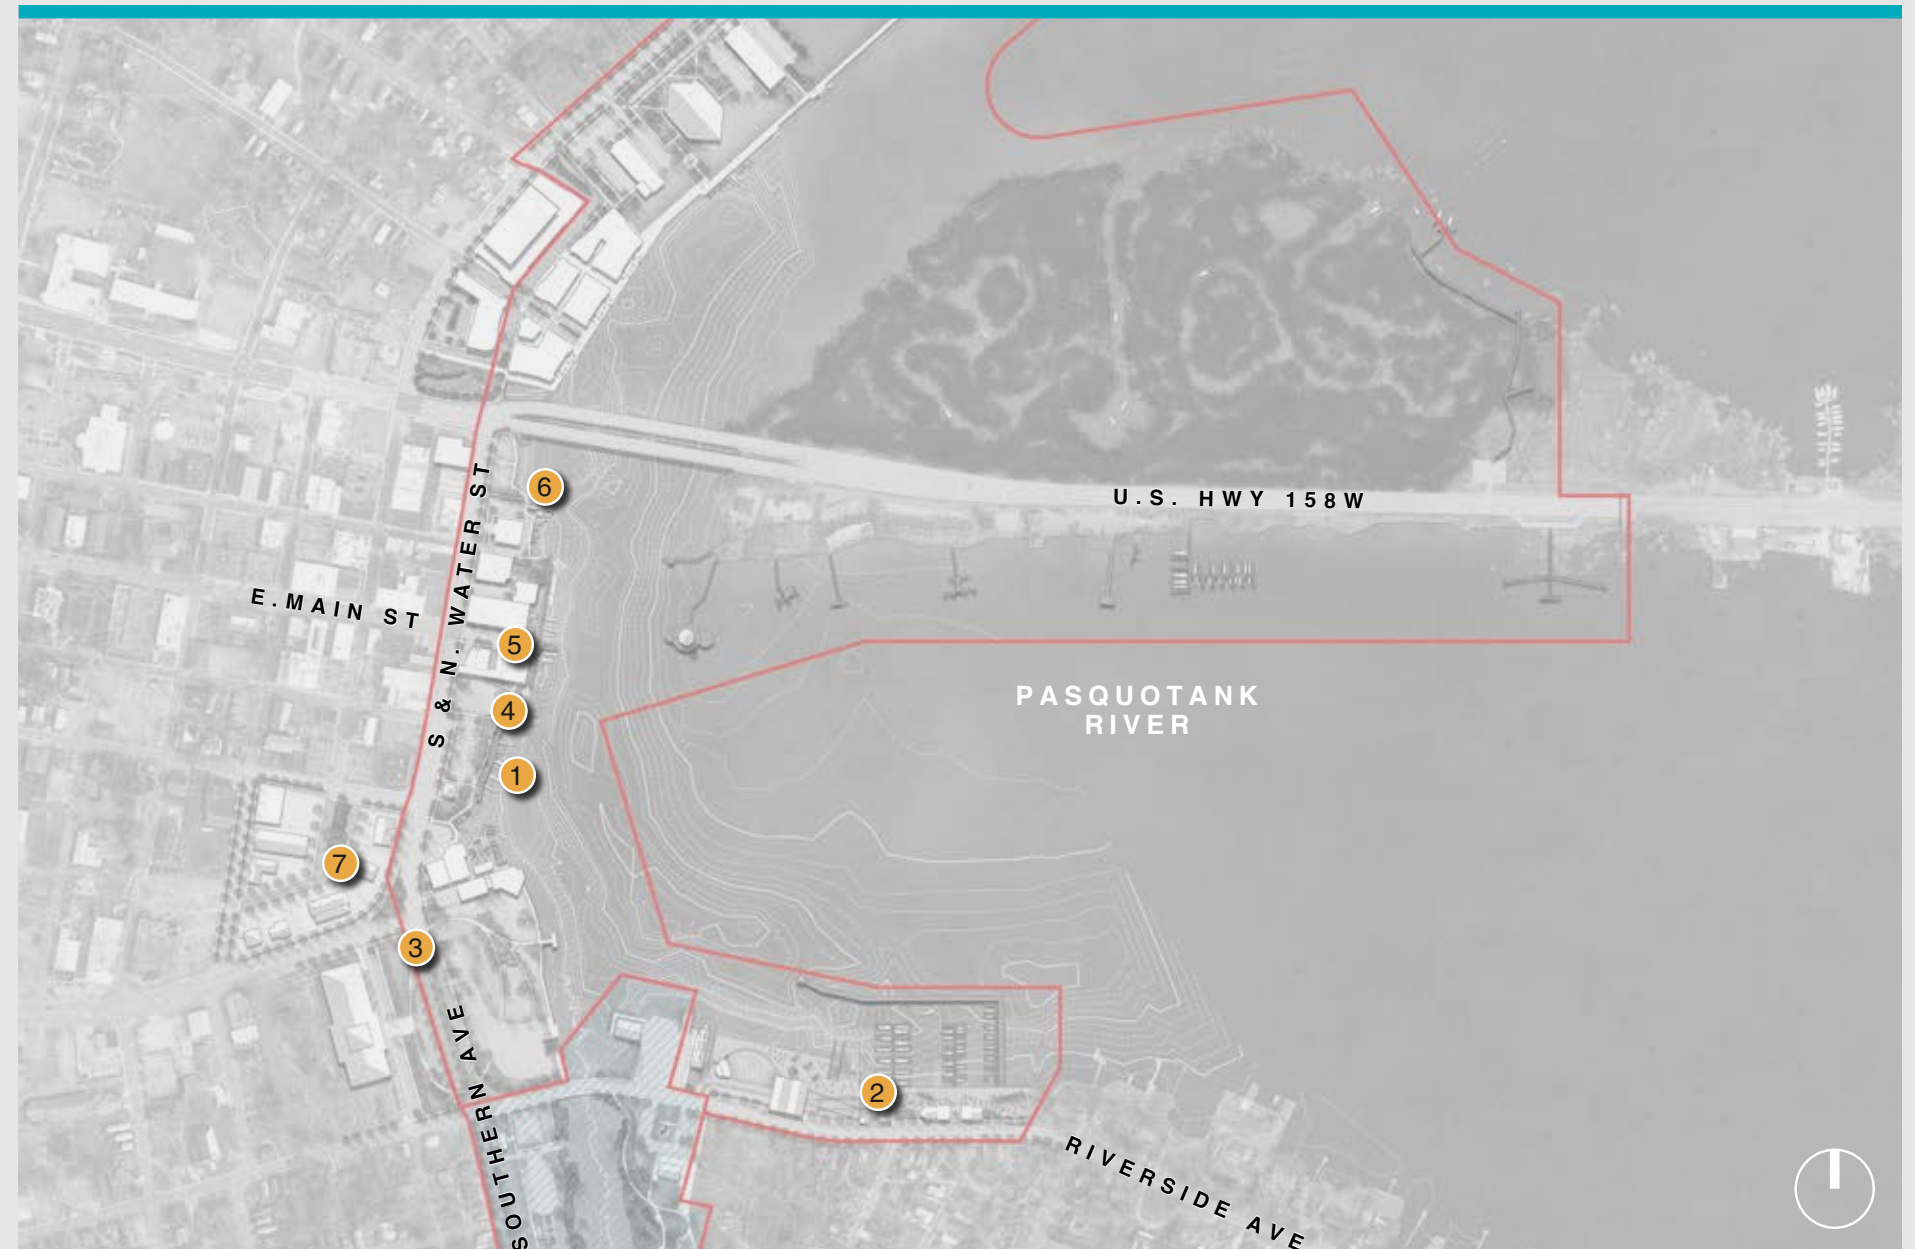 6
U.S. HWY 158W
E. MAIN ST
S & N. WATER ST
5
4
PASQUOTANK
RIVER
1
7
3
SOUTHERN AVE
2
RIVERSIDE AVE